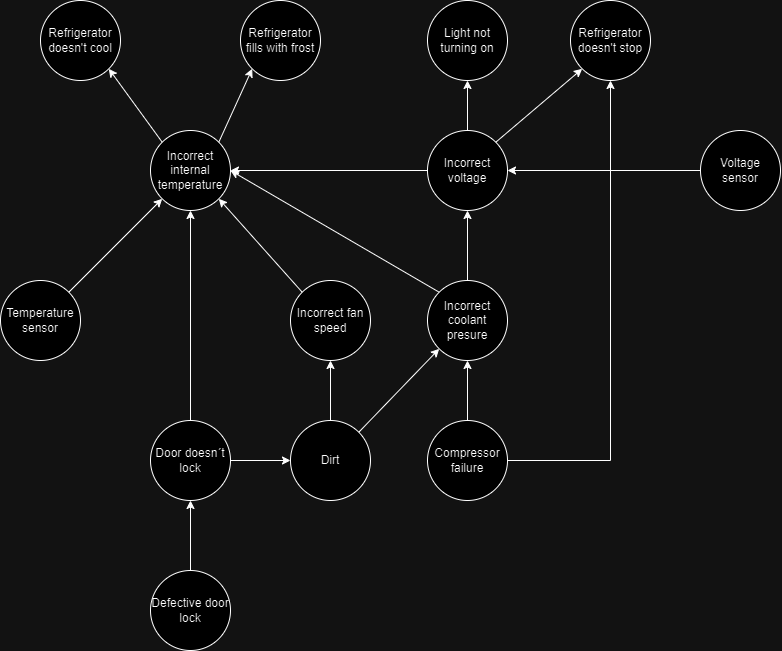 Refrigerator
doesn't cool
Refrigerator
fills with frost
Light not
turning on
Refrigerator
doesn't stop
Incorrect
internal
temperature
Incorrect
voltage
Voltage
sensor
Temperature
sensor
Incorrect fan
speed
Incorrect
coolant
presure
Door doesn´t
lock
Dirt
Compressor
failure
Defective door
lock